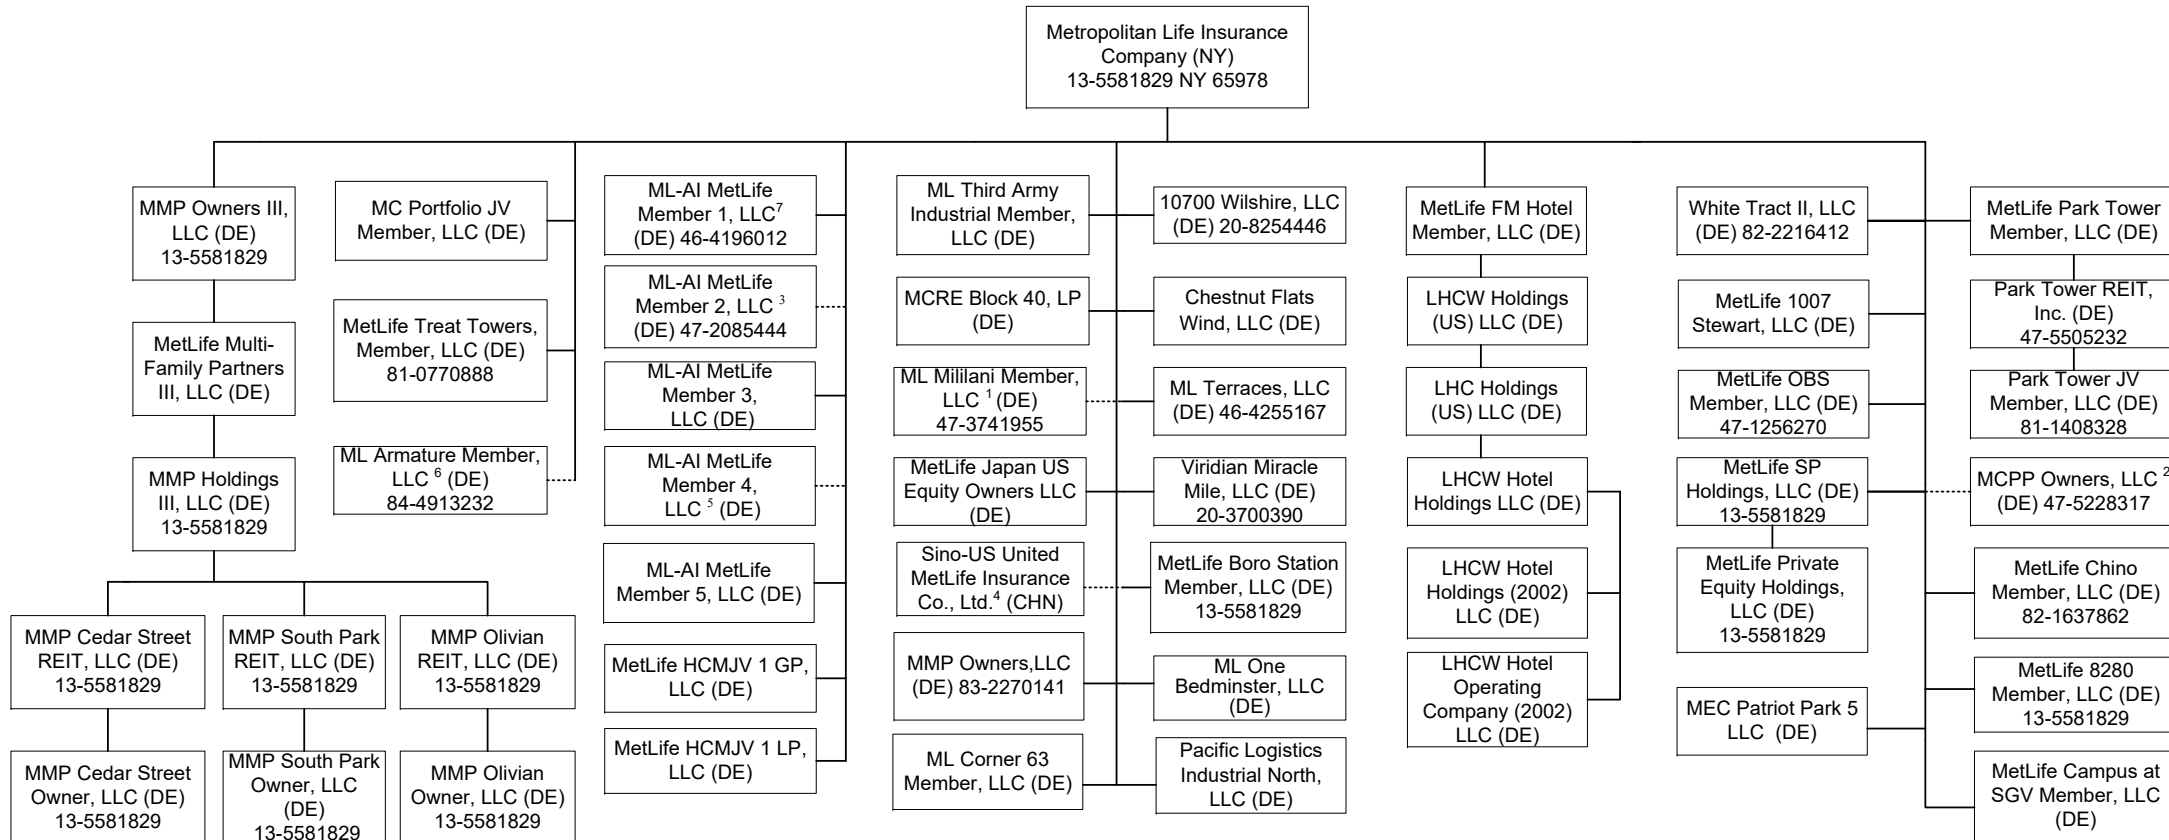 Metropolitan Life Insurance
Company (NY)
13-5581829 NY 65978
MMP Owners III,
LLC (DE)
13-5581829
MetLife Multi-
Family Partners
III, LLC (DE)
MMP Holdings
III, LLC (DE)
13-5581829
MMP Cedar Street
REIT, LLC (DE)
13-5581829
MMP South Park
REIT, LLC (DE)
13-5581829
MMP Olivian
REIT, LLC (DE)
13-5581829
MMP Cedar Street
Owner, LLC (DE)
13-5581829
MMP South Park
Owner, LLC
(DE)
13-5581829
MMP Olivian
Owner, LLC (DE)
13-5581829
MC Portfolio JV
Member, LLC (DE)
MetLife Treat Towers,
Member, LLC (DE)
81-0770888
ML Armature Member,
LLC 6 (DE)
84-4913232
ML-AI MetLife
Member 1, LLC7
(DE) 46-4196012
ML-AI MetLife
Member 2, LLC 3
(DE) 47-2085444
ML-AI MetLife
Member 3,
LLC (DE)
ML-AI MetLife
Member 4,
LLC 5 (DE)
ML-AI MetLife
Member 5, LLC (DE)
MetLife HCMJV 1 GP,
LLC (DE)
MetLife HCMJV 1 LP,
LLC (DE)
ML Third Army
Industrial Member,
LLC (DE)
MCRE Block 40, LP
(DE)
ML Mililani Member,
LLC 1 (DE)
47-3741955
MetLife Japan US
Equity Owners LLC
(DE)
Sino-US United
MetLife Insurance
Co., Ltd.4 (CHN)
MMP Owners,LLC
(DE) 83-2270141
ML Corner 63
Member, LLC (DE)
10700 Wilshire, LLC
(DE) 20-8254446
Chestnut Flats
Wind, LLC (DE)
ML Terraces, LLC
(DE) 46-4255167
Viridian Miracle
Mile, LLC (DE)
20-3700390
MetLife Boro Station
Member, LLC (DE)
13-5581829
ML One
Bedminster, LLC
(DE)
Pacific Logistics
Industrial North,
LLC (DE)
MetLife FM Hotel
Member, LLC (DE)
LHCW Holdings
(US) LLC (DE)
LHC Holdings
(US) LLC (DE)
LHCW Hotel
Holdings LLC (DE)
LHCW Hotel
Holdings (2002)
LLC (DE)
LHCW Hotel
Operating
Company (2002)
LLC (DE)
White Tract II, LLC
(DE) 82-2216412
MetLife 1007
Stewart, LLC (DE)
MetLife OBS
Member, LLC (DE)
47-1256270
MetLife SP
Holdings, LLC (DE)
13-5581829
MetLife Private
Equity Holdings,
LLC (DE)
13-5581829
MEC Patriot Park 5
LLC (DE)
MetLife Park Tower
Member, LLC (DE)
Park Tower REIT,
Inc. (DE)
47-5505232
Park Tower JV
Member, LLC (DE)
81-1408328
MCPP Owners, LLC 2
(DE) 47-5228317
MetLife Chino
Member, LLC (DE)
82-1637862
MetLife 8280
Member, LLC (DE)
13-5581829
MetLife Campus at
SGV Member, LLC
(DE)